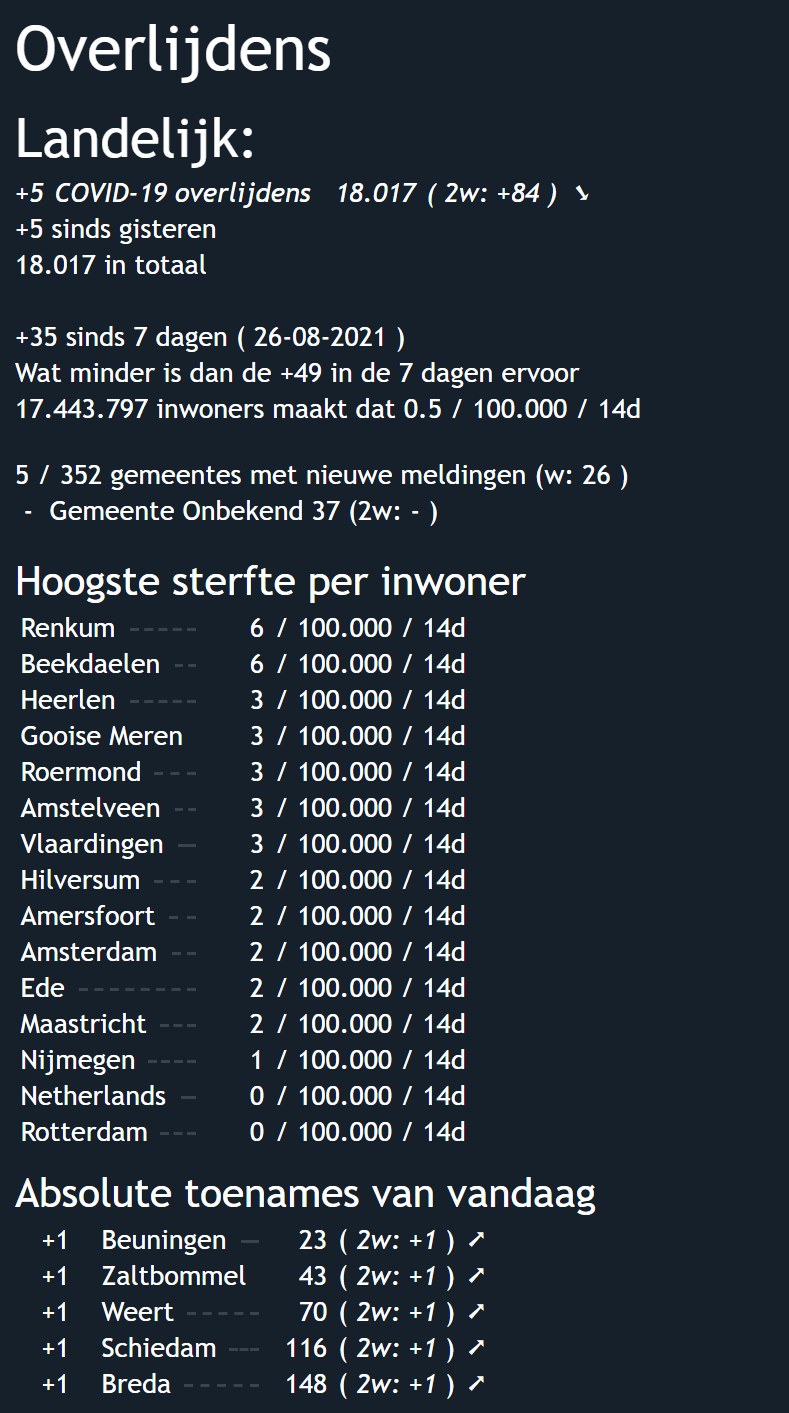 Overlijdens
Landelijk:
+5 COVID-19 overlijdens 18.017 ( 2w: +84 ) ➘
+5 sinds gisteren
18.017 in totaal
+35 sinds 7 dagen ( 26-08-2021 )
Wat minder is dan de +49 in de 7 dagen ervoor
17.443.797 inwoners maakt dat 0.5 / 100.000 / 14d
5 / 352 gemeentes met nieuwe meldingen (w: 26 )
- Gemeente Onbekend 37 (2w: - )
Hoogste sterfte per inwoner
Renkum ----- 6 / 100.000 / 14d
Beekdaelen -- 6 / 100.000 / 14d
Heerlen ----- 3 / 100.000 / 14d
Gooise Meren 3 / 100.000 / 14d
Roermond --- 3 / 100.000 / 14d
Amstelveen -- 3 / 100.000 / 14d
Vlaardingen — 3 / 100.000 / 14d
Hilversum --- 2 / 100.000 / 14d
Amersfoort -- 2 / 100.000 / 14d
Amsterdam -- 2 / 100.000 / 14d
Ede -------- 2 / 100.000 / 14d
Maastricht --- 2 / 100.000 / 14d
Nijmegen ---- 1 / 100.000 / 14d
Netherlands — 0 / 100.000 / 14d
Rotterdam --- 0 / 100.000 / 14d
Absolute toenames van vandaag
+1 Beuningen — 23 ( 2w: +1 ) ➚
+1 Zaltbommel 43 ( 2w: +1 ) ➚
+1 Weert ----- 70 ( 2w: +1 ) ➚
+1 Schiedam --- 116 ( 2w: +1 ) ➚
+1 Breda ----- 148 ( 2w: +1 ) ➚